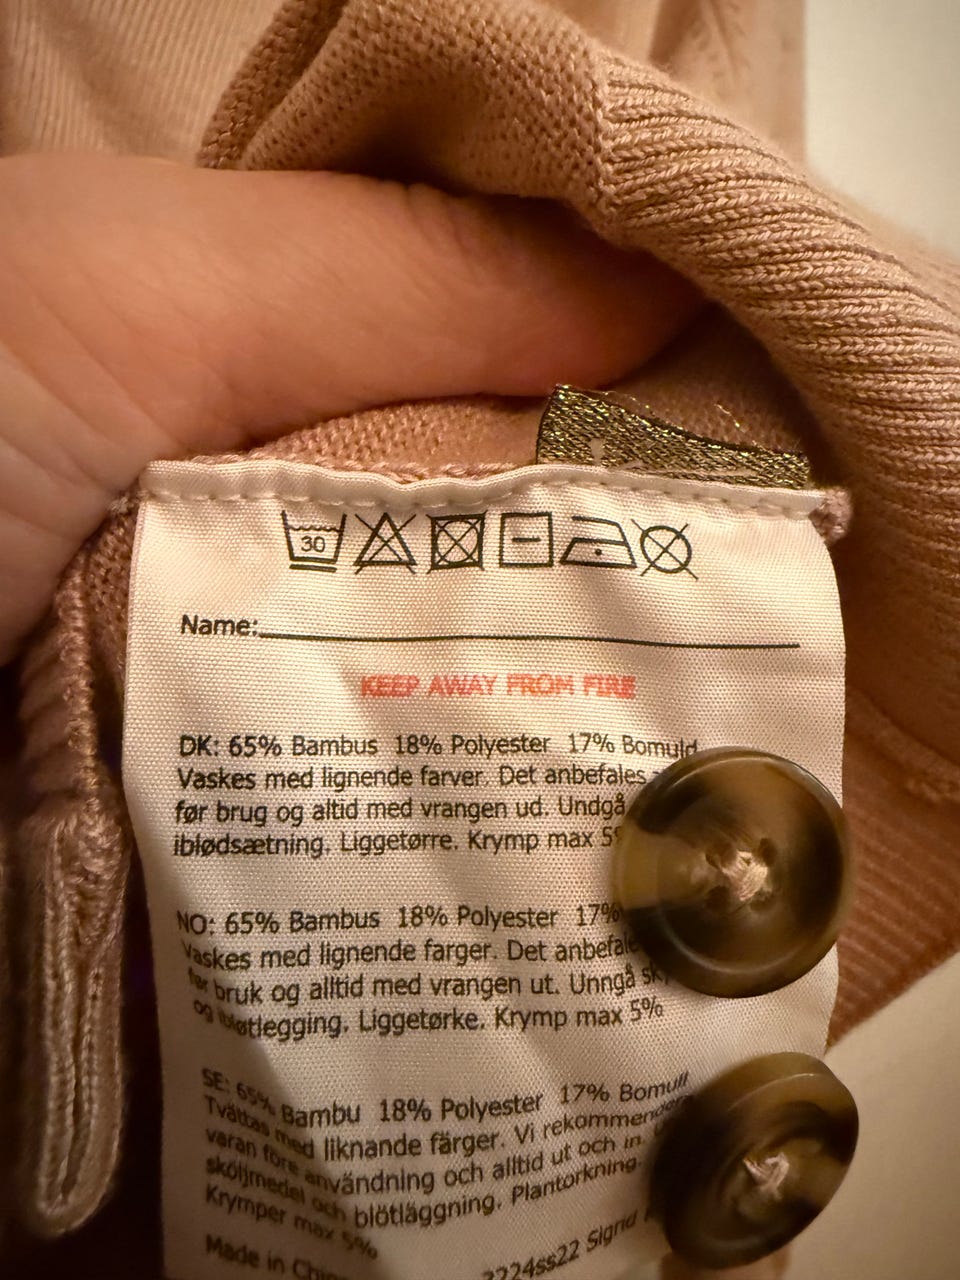 30
Name:
KEEP AWAY FROM FIRE
DK: 65% Bambus 18% Polyester 17% Bomuld
Vaskes med lignende farver. Det anbefales
før brug og altid med vrangen ud. Undgå
iblødsætning. Liggetørre. Krymp max 5%
NO: 65% Bambus 18% Polyester 17%
Vaskes med lignende farger. Det anbefale
før bruk og alltid med vrangen ut. Unngå
og ibløtlegging. Liggetørke. Krymp max 5%
SE: 65% Bambu 18% Polyester 17% Bomull
Tvättas med liknande färger. Vi rekommenderar
varan före användning och alltid ut och in.
sköljmedel och blötläggning. Plantorkning.
Krymper max 5%
Made in
2224ss22 Sigrid